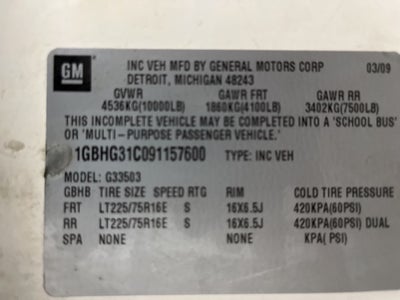 GM
INC VEH MFD BY GENERAL MOTORS CORP 03/09
DETROIT, MICHIGAN 48243
GVWR GAWR FRT GAWR RR
4536KG(10000LB) 1860KG(4100LB) 3402KG(7500LB)
THIS INCOMPLETE VEHICLE MAY BE COMPLETED INTO A 'SCHOOL BUS'
OR 'MULTI-PURPOSE PASSENGER VEHICLE.'
1GBHG31C091157600 TYPE: INC VEH
MODEL: G33503
GBHB TIRE SIZE SPEED RTG RIM COLD TIRE PRESSURE
FRT LT225/75R16E S 16X6.5J 420KPA(60PSI)
RR LT225/75R16E S 16X6.5J 420KPA(60PSI) DUAL
SPA NONE NONE KPA( PSI)